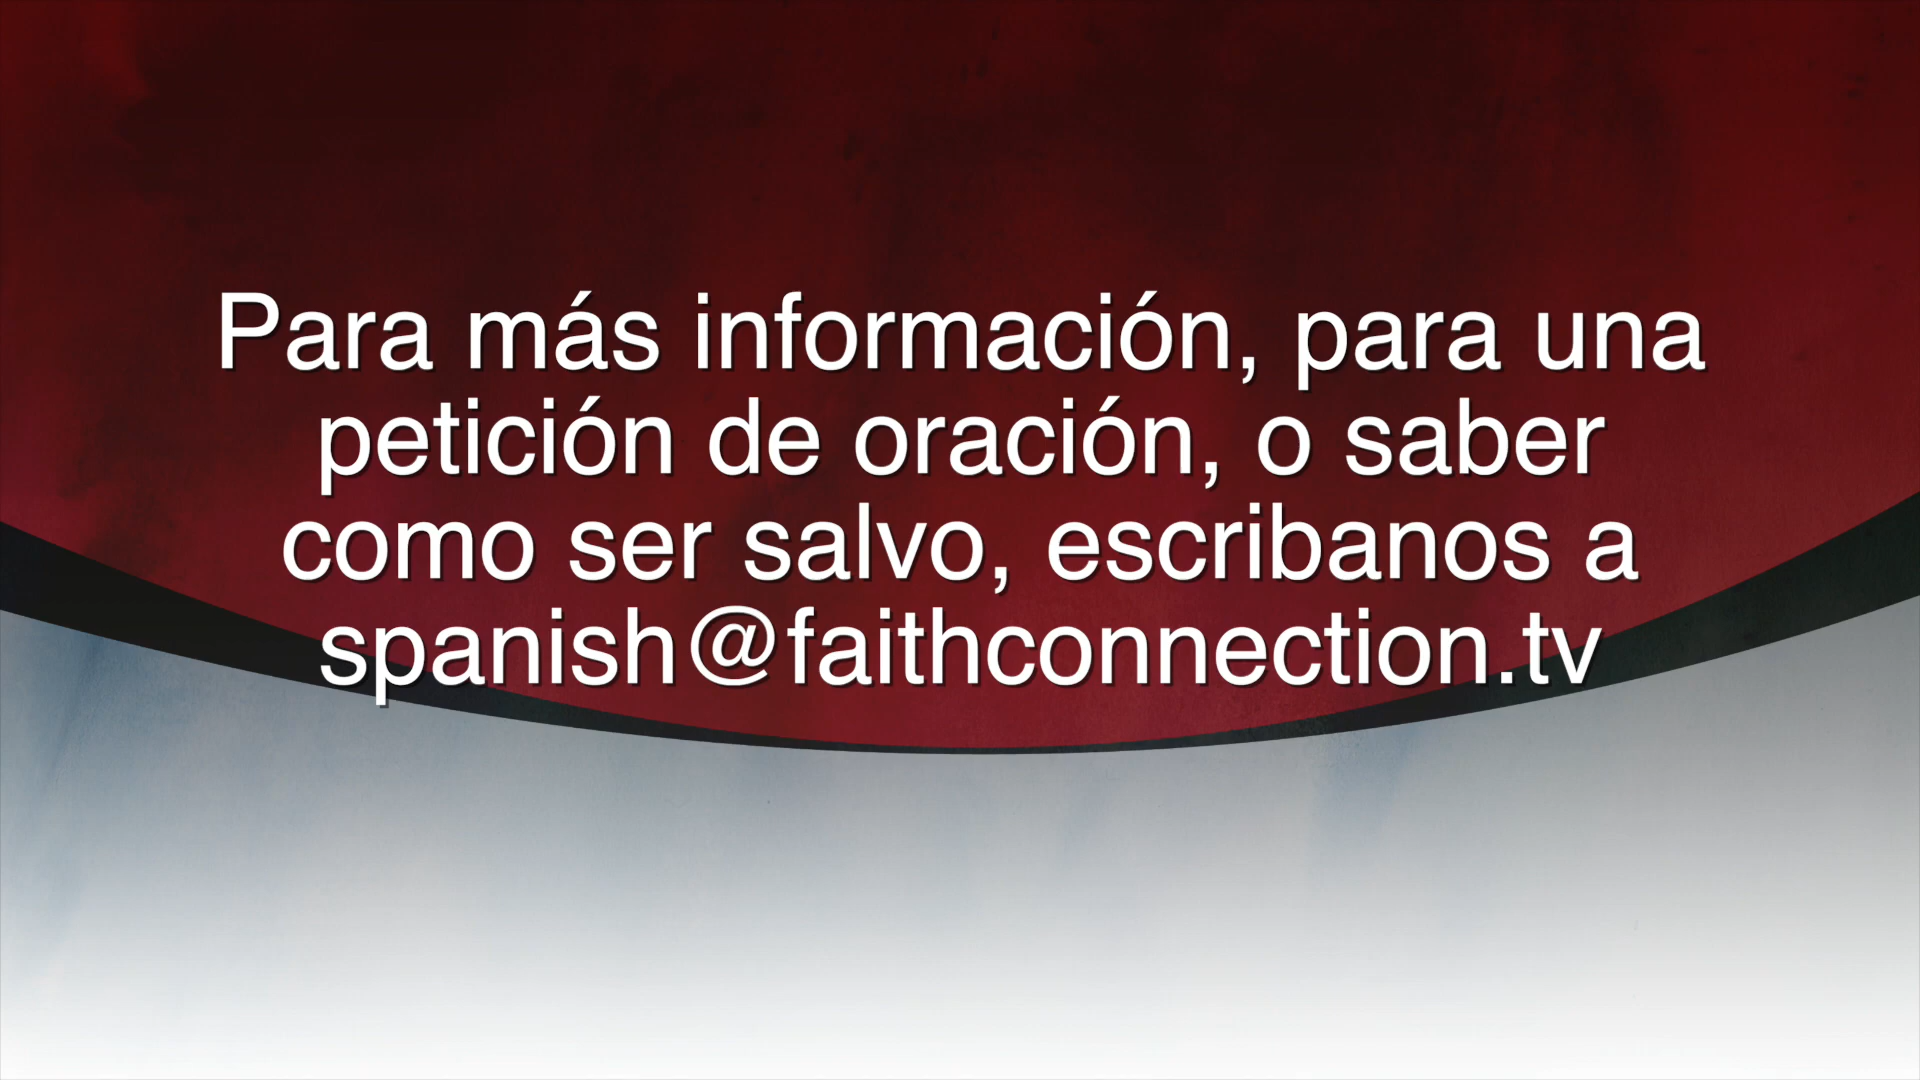 Para más información, para una
petición de oración, o saber
como ser salvo, escribanos a
spanish@faithconnection.tv